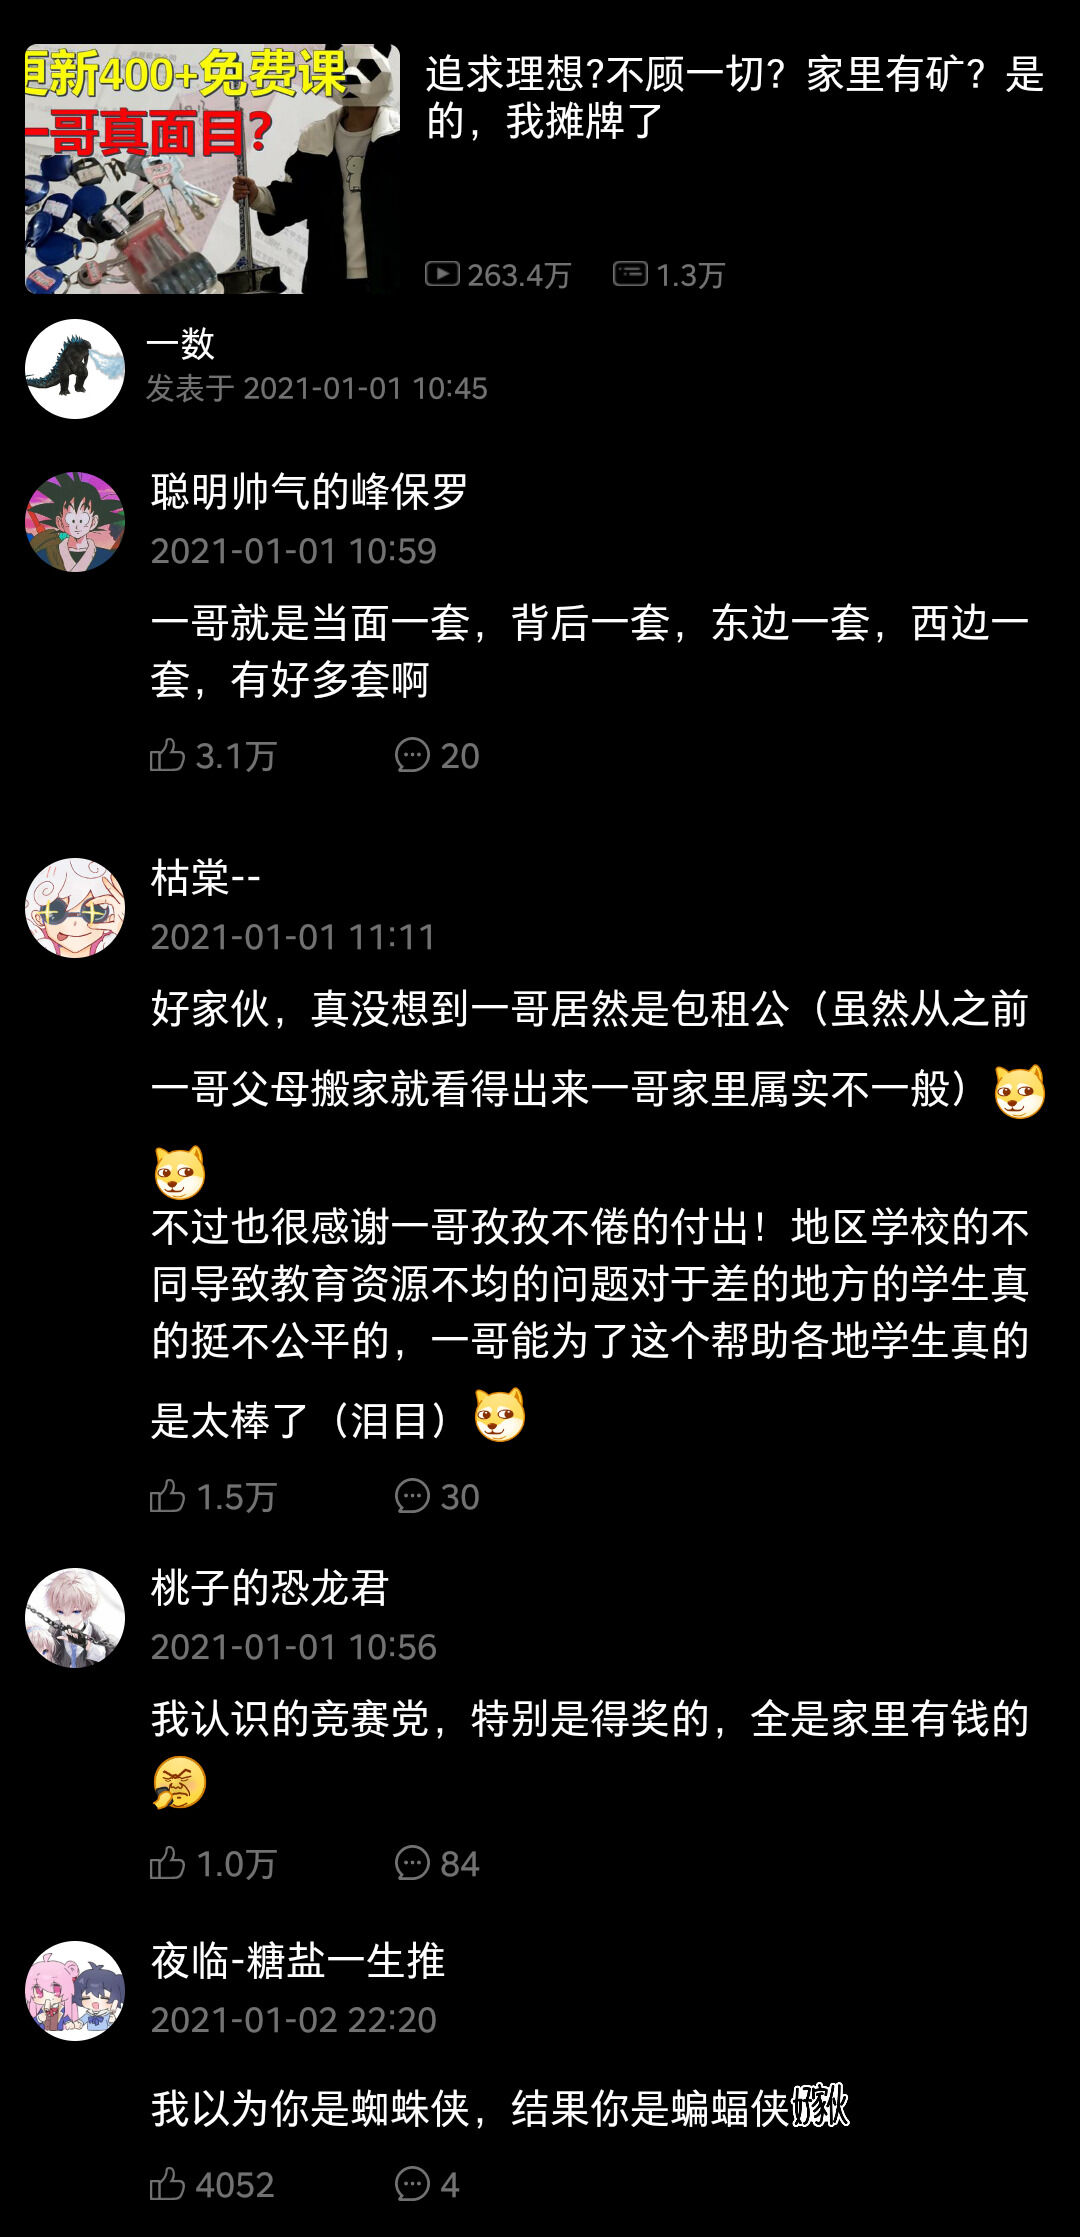 更新400+免费课
一哥真面目?
追求理想?不顾一切？家里有矿？是
的，我摊牌了
263.4万 1.3万
一数
发表于 2021-01-01 10:45
聪明帅气的峰保罗
2021-01-01 10:59
一哥就是当面一套，背后一套，东边一套，西边一
套，有好多套啊
3.1万 20
枯棠--
2021-01-01 11:11
好家伙，真没想到一哥居然是包租公（虽然从之前
一哥父母搬家就看得出来一哥家里属实不一般）
不过也很感谢一哥孜孜不倦的付出！地区学校的不
同导致教育资源不均的问题对于差的地方的学生真
的挺不公平的，一哥能为了这个帮助各地学生真的
是太棒了（泪目）
1.5万 30
桃子的恐龙君
2021-01-01 10:56
我认识的竞赛党，特别是得奖的，全是家里有钱的
1.0万 84
夜临-糖盐一生推
2021-01-02 22:20
我以为你是蜘蛛侠，结果你是蝙蝠侠好家伙
4052 4